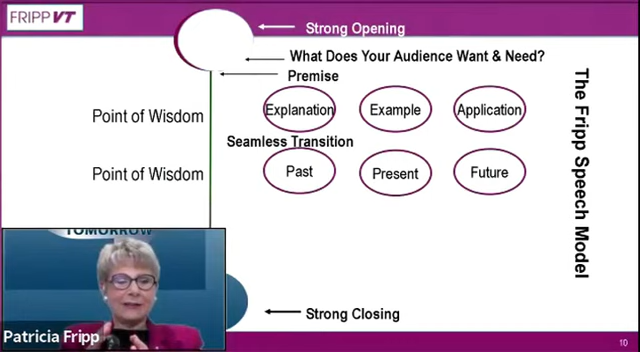 FRIPP VT
Strong Opening
What Does Your Audience Want & Need?
Premise
Point of Wisdom
Explanation
Example
Application
Seamless Transition
Point of Wisdom
Past
Present
Future
The Fripp Speech Model
TOMORROW
Strong Closing
Patricia Fripp
10